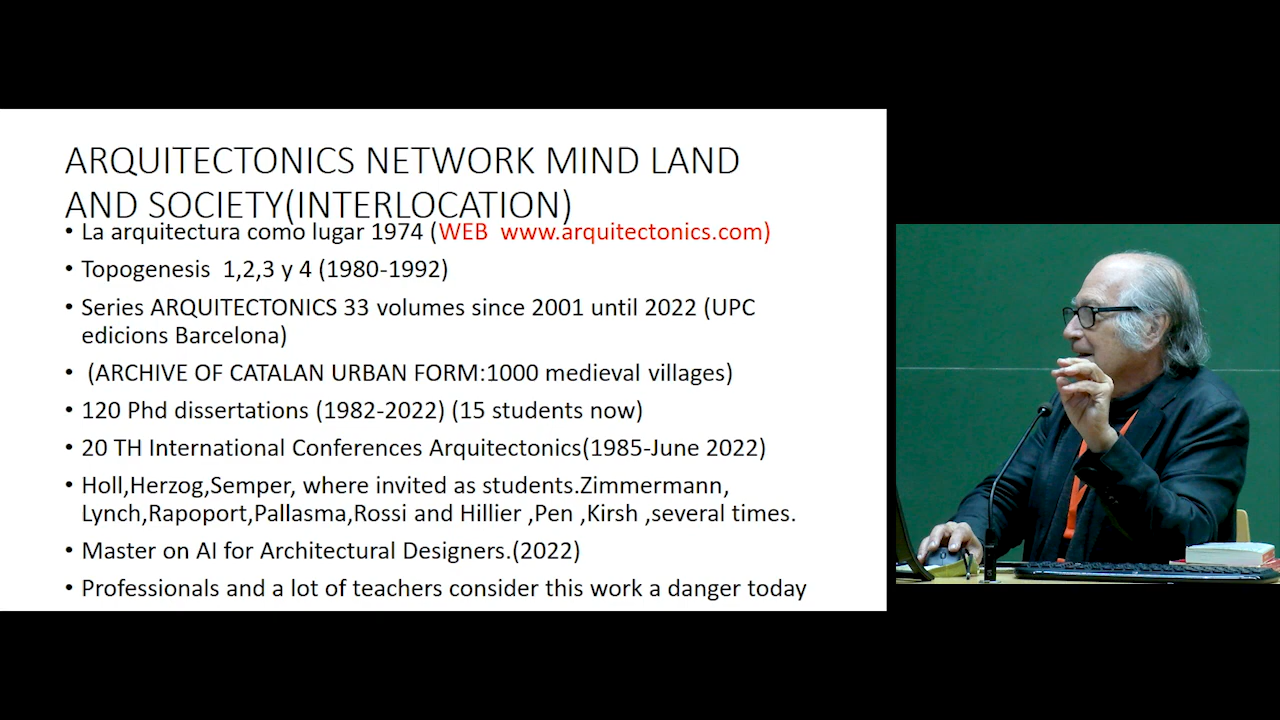 ARQUITECTONICS NETWORK MIND LAND
AND SOCIETY(INTERLOCATION)
• La arquitectura como lugar 1974 (WEB www.arquitectonics.com)
• Topogenesis 1,2,3 y 4 (1980-1992)
• Series ARQUITECTONICS 33 volumes since 2001 until 2022 (UPC
edicions Barcelona)
• (ARCHIVE OF CATALAN URBAN FORM:1000 medieval villages)
• 120 Phd dissertations (1982-2022) (15 students now)
• 20 TH International Conferences Arquitectonics(1985-June 2022)
• Holl,Herzog,Semper, where invited as students.Zimmermann,
Lynch,Rapoport,Pallasma,Rossi and Hillier ,Pen ,Kirsh ,several times.
• Master on AI for Architectural Designers.(2022)
• Professionals and a lot of teachers consider this work a danger today